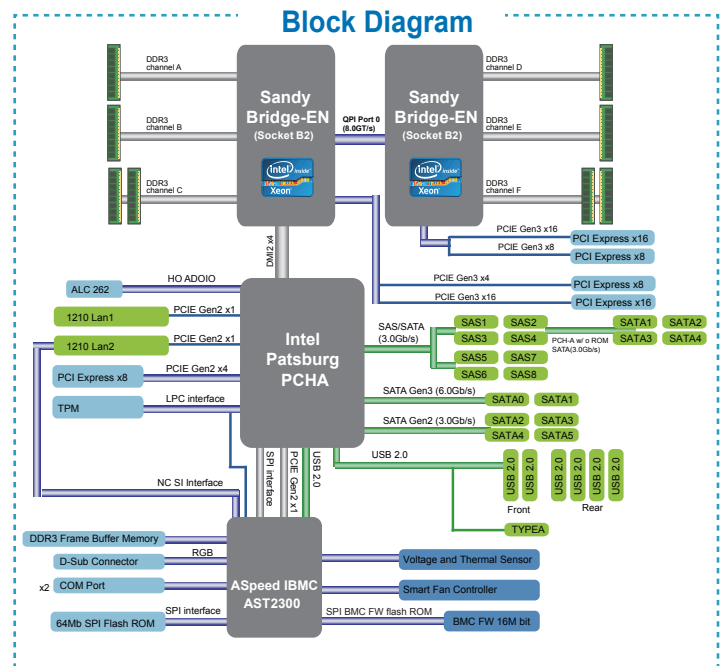 Block Diagram
DDR3
channel A
DDR3
channel B
DDR3
channel C
Sandy
Bridge-EN
(Socket B2)
intel inside
Xeon
QPI Port 0
(8.0GT/s)
Sandy
Bridge-EN
(Socket B2)
intel inside
Xeon
DDR3
channel D
DDR3
channel E
DDR3
channel F
PCIE Gen3 x16
PCI Express x16
PCIE Gen3 x8
PCI Express x8
PCIE Gen3 x4
PCI Express x8
PCIE Gen3 x16
PCI Express x16
DMI2 x4
ALC 262
HO ADOIO
1210 Lan1
PCIE Gen2 x1
1210 Lan2
PCIE Gen2 x1
PCI Express x8
PCIE Gen2 x4
TPM
LPC interface
NC SI Interface
Intel
Patsburg
PCHA
SAS/SATA
(3.0Gb/s)
SAS1 SAS2
SAS3 SAS4
SAS5 SAS7
SAS6 SAS8
PCH-A w/ o ROM
SATA(3.0Gb/s)
SATA1 SATA2
SATA3 SATA4
SATA Gen3 (6.0Gb/s)
SATA0 SATA1
SATA Gen2 (3.0Gb/s)
SATA2 SATA3
SATA4 SATA5
USB 2.0
USB 2.0
USB 2.0
USB 2.0
USB 2.0
USB 2.0
USB 2.0
Front
Rear
TYPEA
SPI interface
PCIE Gen2 x1
USB 2.0
DDR3 Frame Buffer Memory
D-Sub Connector
RGB
x2
COM Port
64Mb SPI Flash ROM
SPI interface
ASpeed IBMC
AST2300
Voltage and Thermal Sensor
Smart Fan Controller
SPI BMC FW flash ROM
BMC FW 16M bit